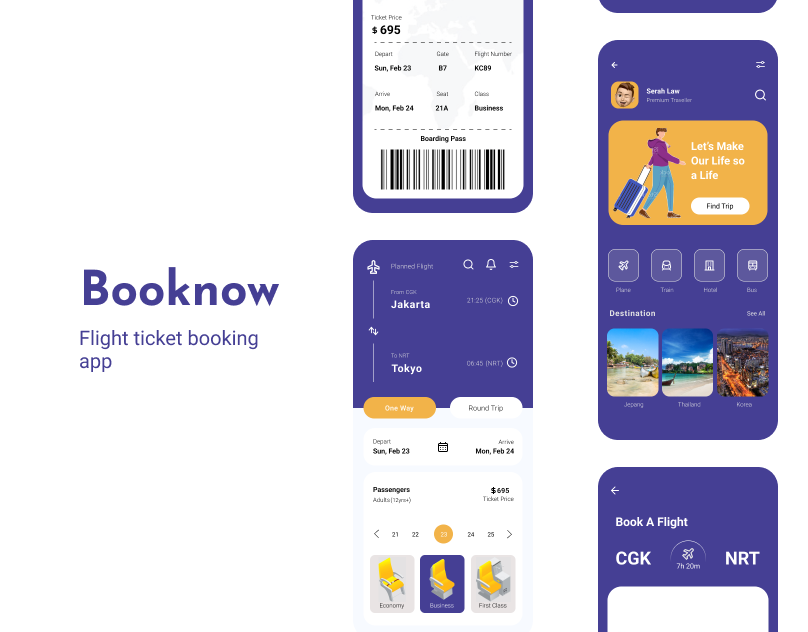 Booknow
Flight ticket booking
app
Ticket Price
$ 695
Depart
Gate
Flight Number
Sun, Feb 23
B7
KC89
Arrive
Seat
Class
Mon, Feb 24
21A
Business
Boarding Pass
Planned Flight
From CGK
Jakarta
21:25 (CGK)
To NRT
Tokyo
06:45 (NRT)
One Way
Round Trip
Depart
Arrive
Sun, Feb 23
Mon, Feb 24
Passengers
$695
Adults (12yrs+)
Ticket Price
21
22
23
24
25
Economy
Business
First Class
Serah Law
Premium Traveller
Let's Make
Our Life so
a Life
Find Trip
Plane
Train
Hotel
Bus
Destination
See All
Jepang
Thailand
Korea
Book A Flight
CGK
7h 20m
NRT